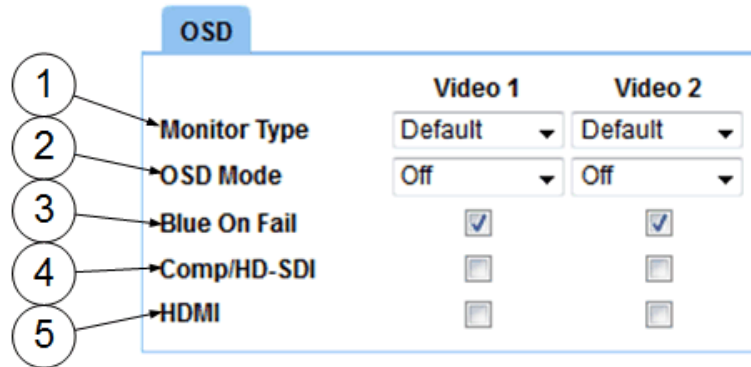 OSD
Video 1 Video 2
1 Monitor Type Default Default
2 OSD Mode Off Off
3 Blue On Fail
4 Comp/HD-SDI
5 HDMI